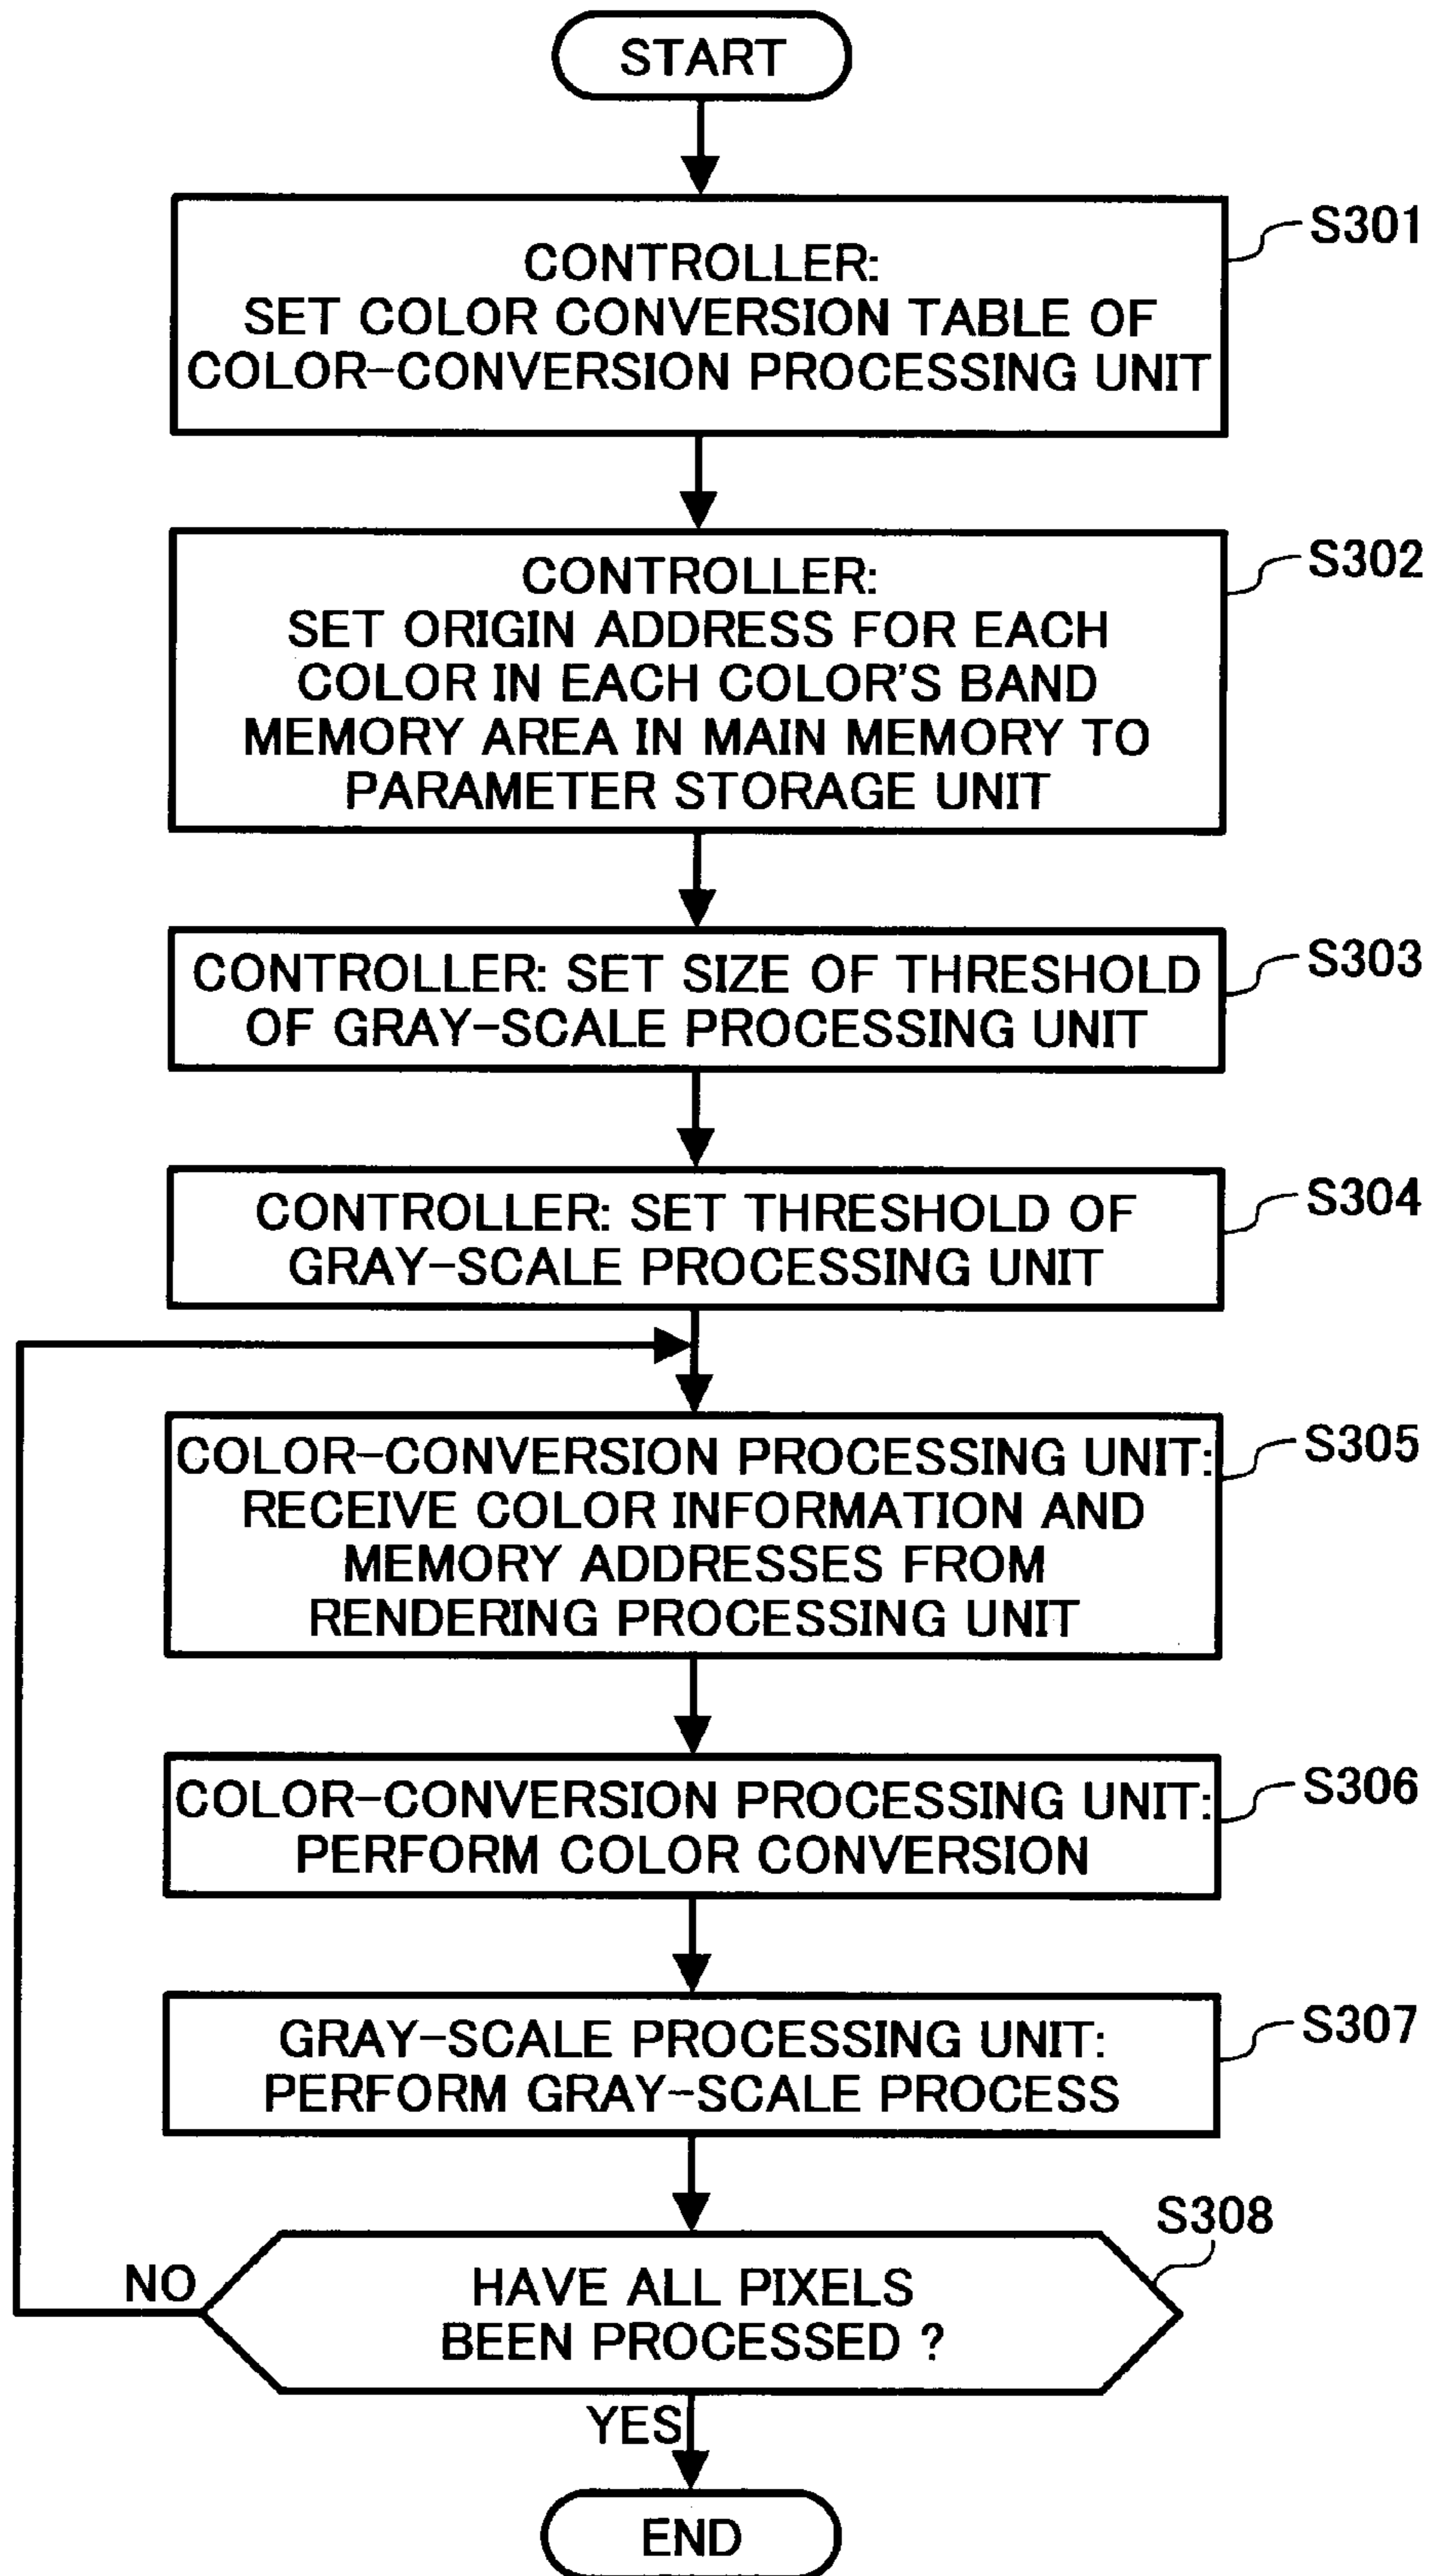 START
S301
CONTROLLER:
SET COLOR CONVERSION TABLE OF
COLOR-CONVERSION PROCESSING UNIT
S302
CONTROLLER:
SET ORIGIN ADDRESS FOR EACH
COLOR IN EACH COLOR'S BAND
MEMORY AREA IN MAIN MEMORY TO
PARAMETER STORAGE UNIT
S303
CONTROLLER: SET SIZE OF THRESHOLD
OF GRAY-SCALE PROCESSING UNIT
S304
CONTROLLER: SET THRESHOLD OF
GRAY-SCALE PROCESSING UNIT
S305
COLOR-CONVERSION PROCESSING UNIT:
RECEIVE COLOR INFORMATION AND
MEMORY ADDRESSES FROM
RENDERING PROCESSING UNIT
S306
COLOR-CONVERSION PROCESSING UNIT:
PERFORM COLOR CONVERSION
S307
GRAY-SCALE PROCESSING UNIT:
PERFORM GRAY-SCALE PROCESS
S308
NO
HAVE ALL PIXELS
BEEN PROCESSED ?
YES
END